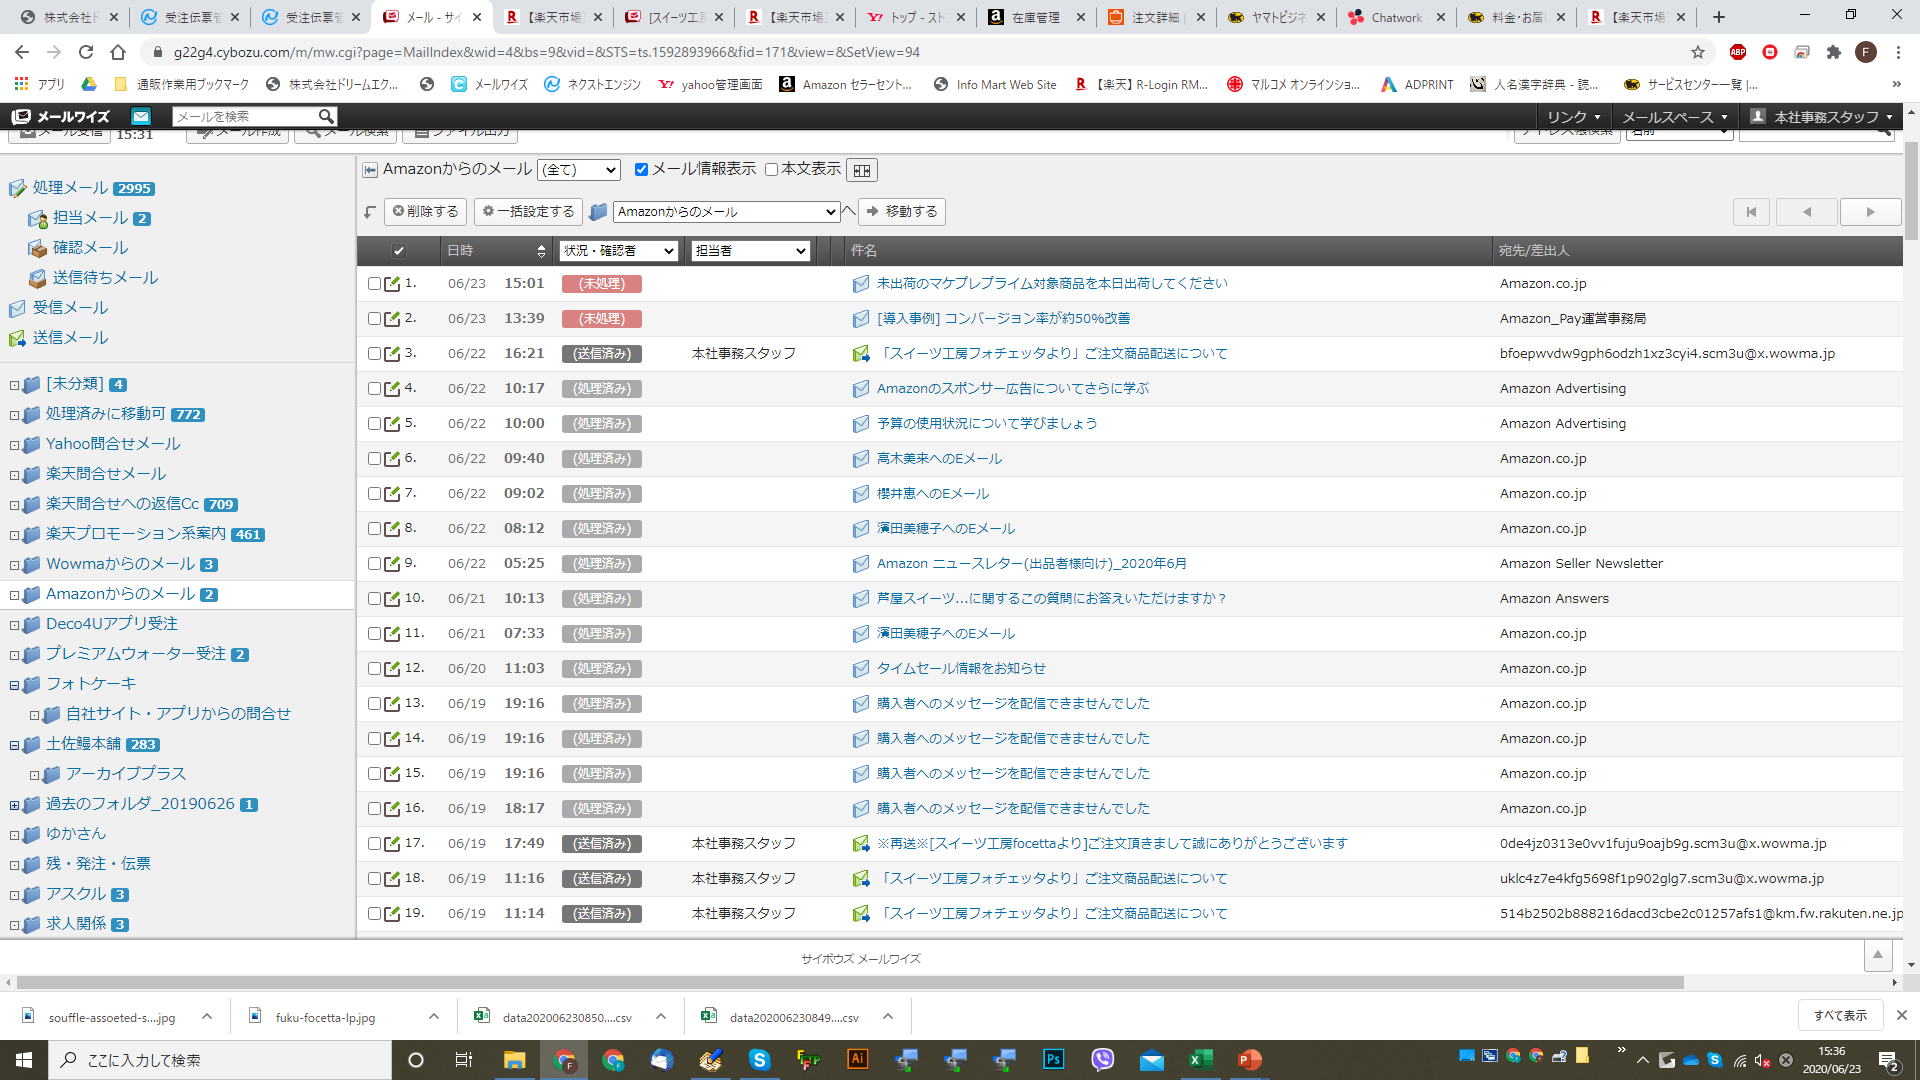 株式会社ド
受注伝票管
受注伝票管
メール - サイ
【楽天市場】
[スイーツ工房
【楽天市場】
トップ - スト
在庫管理
注文詳細
ヤマトビジネ
Chatwork
料金・お届
【楽天市場】
g22g4.cybozu.com/m/mw.cgi?page=MailIndex&wid=4&bs=9&vid=&STS=ts.1592893966&fid=171&view=&SetView=94
アプリ
通販作業用ブックマーク
株式会社ドリームエク...
メールワイズ
ネクストエンジン
yahoo管理画面
Amazon セラーセント...
Info Mart Web Site
【楽天】R-Login RM...
マルコメ オンラインショ...
ADPRINT
人名漢字辞典 - 読...
サービスセンター一覧 |...
メールワイズ
メールを検索
リンク
メールスペース
本社事務スタッフ
メール受信 15:31
メール作成
メール検索
ファイル出力
アドレス帳検索
名前
Amazonからのメール (全て) メール情報表示 本文表示
削除する 一括設定する Amazonからのメール へ 移動する
日時 状況・確認者 担当者 件名 宛先/差出人
処理メール 2995
担当メール 2
確認メール
送信待ちメール
受信メール
送信メール
[未分類] 4
処理済みに移動可 772
Yahoo問合せメール
楽天問合せメール
楽天問合せへの返信Cc 709
楽天プロモーション系案内 461
Wowmaからのメール 3
Amazonからのメール 2
Deco4Uアプリ受注
プレミアムウォーター受注 2
フォトケーキ
自社サイト・アプリからの問合せ
土佐鰻本舗 283
アーカイブプラス
過去のフォルダ_20190626 1
ゆかさん
残・発注・伝票
アスクル 3
求人関係 3
1. 06/23 15:01 (未処理) 未出荷のマケプレプライム対象商品を本日出荷してください Amazon.co.jp
2. 06/23 13:39 (未処理) [導入事例] コンバージョン率が約50%改善 Amazon_Pay運営事務局
3. 06/22 16:21 (送信済み) 本社事務スタッフ 「スイーツ工房フォチェッタより」ご注文商品配送について bfoepwvdw9gph6odzh1xz3cyi4.scm3u@x.wowma.jp
4. 06/22 10:17 (処理済み) Amazonのスポンサー広告についてさらに学ぶ Amazon Advertising
5. 06/22 10:00 (処理済み) 予算の使用状況について学びましょう Amazon Advertising
6. 06/22 09:40 (処理済み) 高木美来へのEメール Amazon.co.jp
7. 06/22 09:02 (処理済み) 櫻井恵へのEメール Amazon.co.jp
8. 06/22 08:12 (処理済み) 濱田美穂子へのEメール Amazon.co.jp
9. 06/22 05:25 (処理済み) Amazon ニュースレター(出品者様向け)_2020年6月 Amazon Seller Newsletter
10. 06/21 10:13 (処理済み) 芦屋スイーツ...に関するこの質問にお答えいただけますか？ Amazon Answers
11. 06/21 07:33 (処理済み) 濱田美穂子へのEメール Amazon.co.jp
12. 06/20 11:03 (処理済み) タイムセール情報をお知らせ Amazon.co.jp
13. 06/19 19:16 (処理済み) 購入者へのメッセージを配信できませんでした Amazon.co.jp
14. 06/19 19:16 (処理済み) 購入者へのメッセージを配信できませんでした Amazon.co.jp
15. 06/19 19:16 (処理済み) 購入者へのメッセージを配信できませんでした Amazon.co.jp
16. 06/19 18:17 (処理済み) 購入者へのメッセージを配信できませんでした Amazon.co.jp
17. 06/19 17:49 (送信済み) 本社事務スタッフ ※再送※[スイーツ工房focettaより]ご注文頂きまして誠にありがとうございます 0de4jz0313e0vv1fuju9oajb9g.scm3u@x.wowma.jp
18. 06/19 11:16 (送信済み) 本社事務スタッフ 「スイーツ工房フォチェッタより」ご注文商品配送について uklc4z7e4kfg5698f1p902glg7.scm3u@x.wowma.jp
19. 06/19 11:14 (送信済み) 本社事務スタッフ 「スイーツ工房フォチェッタより」ご注文商品配送について 514b2502b888216dacd3cbe2c01257afs1@km.fw.rakuten.ne.jp
サイボウズ メールワイズ
souffle-assoeted-s....jpg
fuku-focetta-lp.jpg
data202006230850....csv
data202006230849....csv
すべて表示
ここに入力して検索
15:36
2020/06/23
2